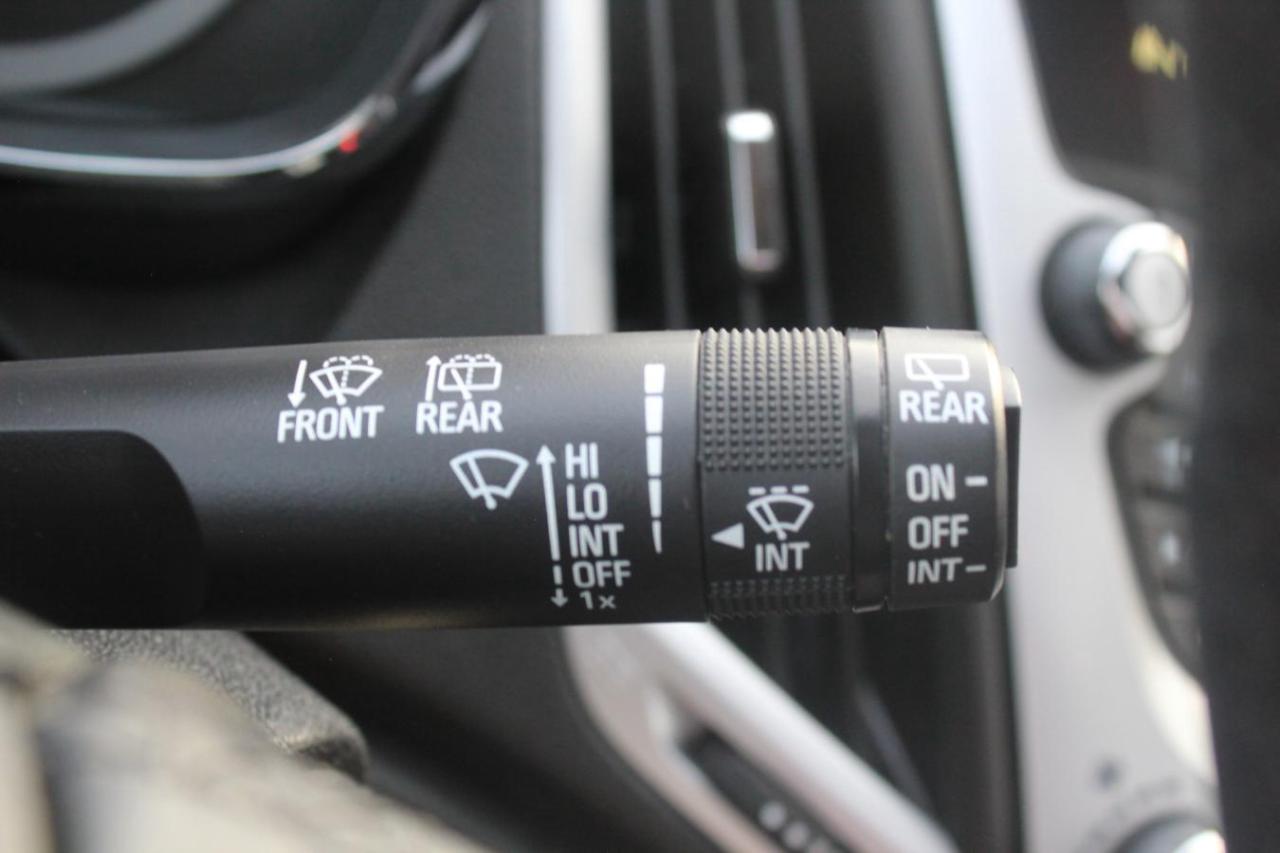 FRONT
REAR
HI
LO
INT
OFF
1x
INT
REAR
ON
OFF
INT